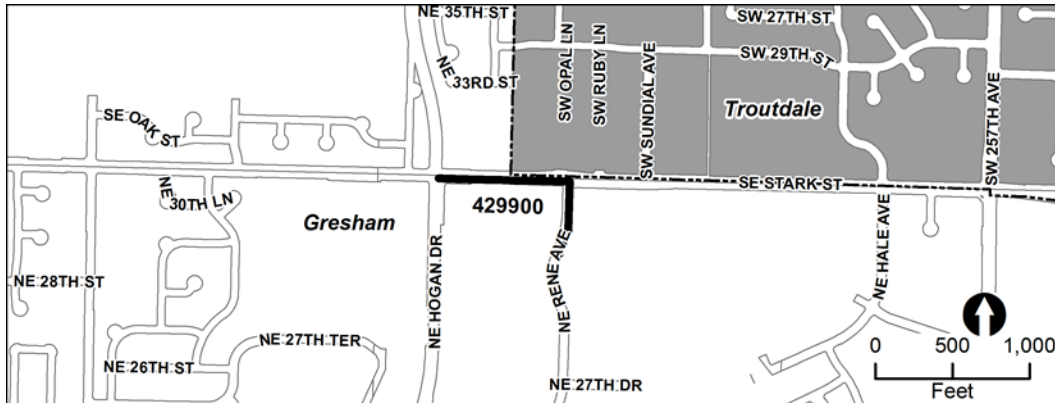 NE 35TH ST
SW 27TH ST
SW 29TH ST
NE 33RD ST
SW OPAL LN
SW RUBY LN
SW SUNDIAL AVE
Troutdale
SW 257TH AVE
SE OAK ST
SE STARK ST
NE 30TH LN
Gresham
429900
NE HOGAN DR
NE RENE AVE
NE HALE AVE
NE 28TH ST
NE 27TH TER
NE 26TH ST
NE 27TH DR
0 500 1,000
Feet